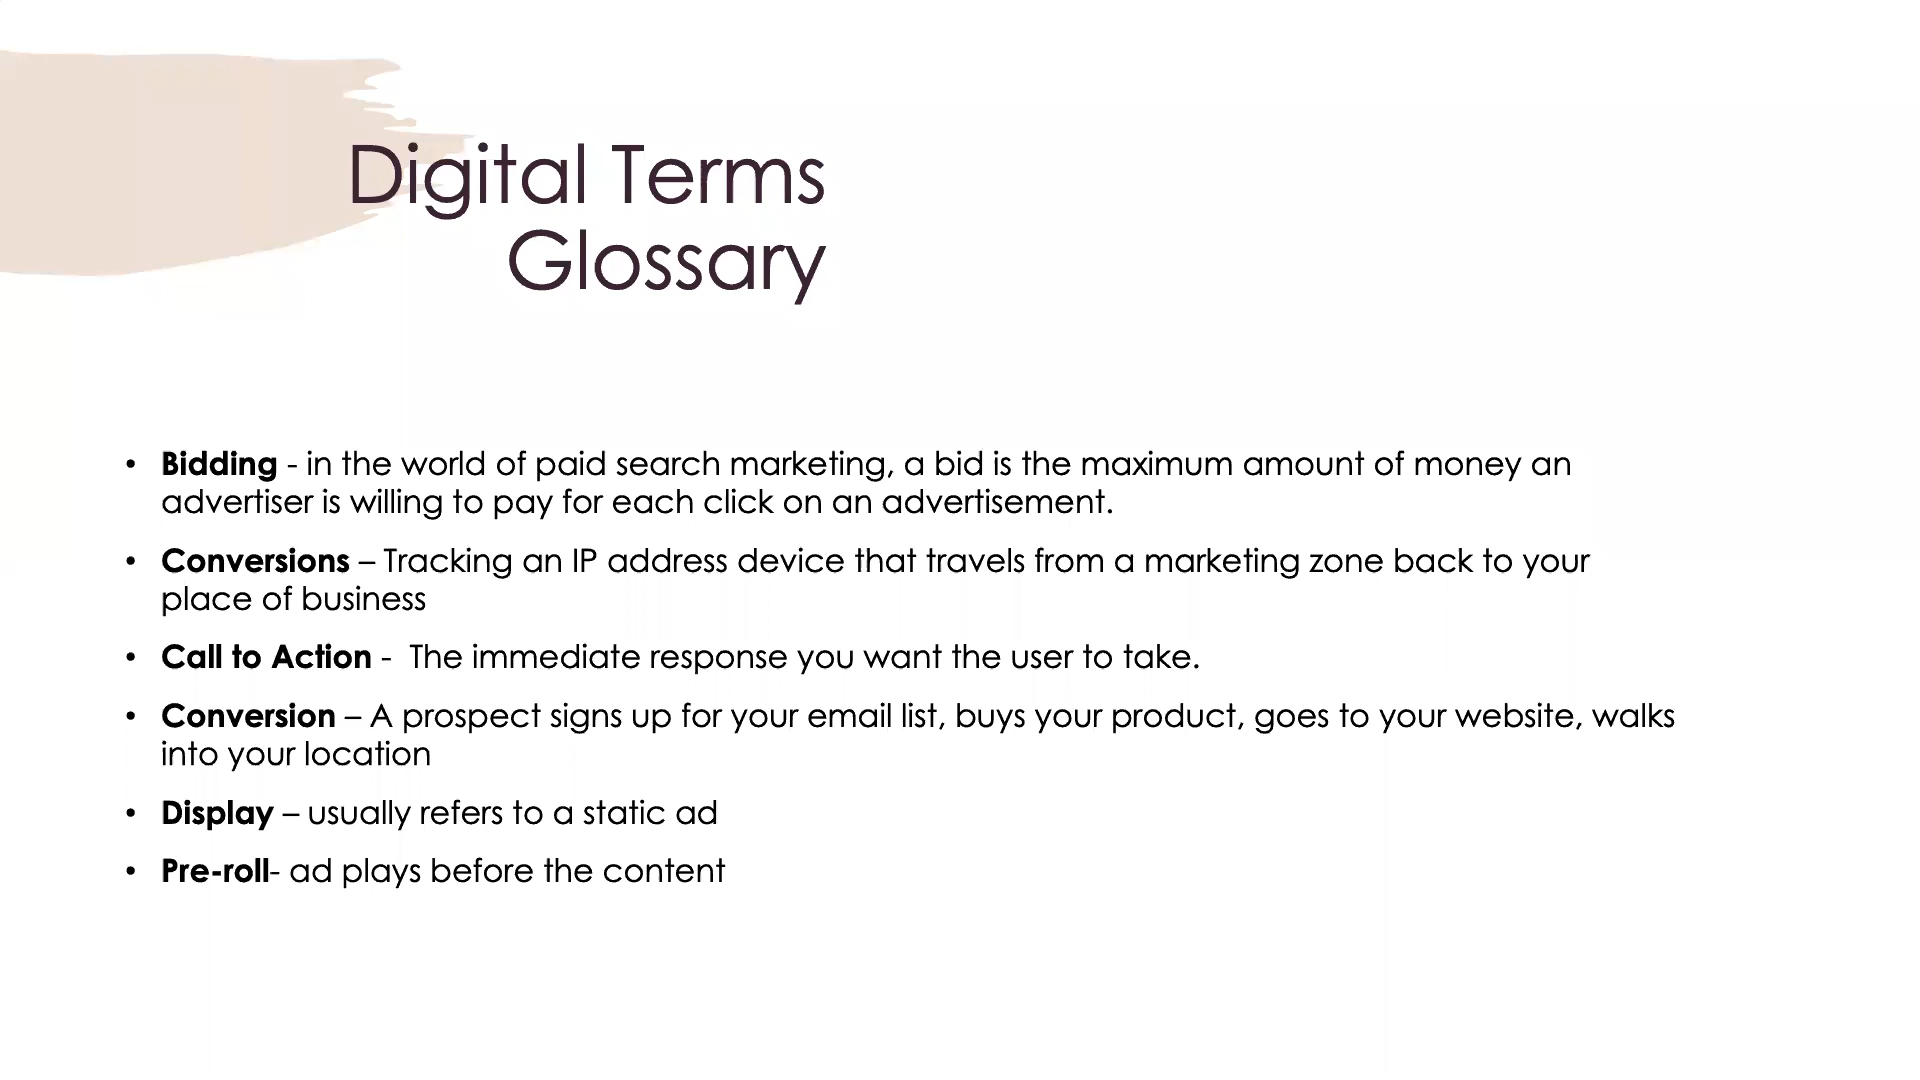 Digital Terms
Glossary
• Bidding - in the world of paid search marketing, a bid is the maximum amount of money an
advertiser is willing to pay for each click on an advertisement.
• Conversions – Tracking an IP address device that travels from a marketing zone back to your
place of business
• Call to Action -  The immediate response you want the user to take.
• Conversion – A prospect signs up for your email list, buys your product, goes to your website, walks
into your location
• Display – usually refers to a static ad
• Pre-roll- ad plays before the content